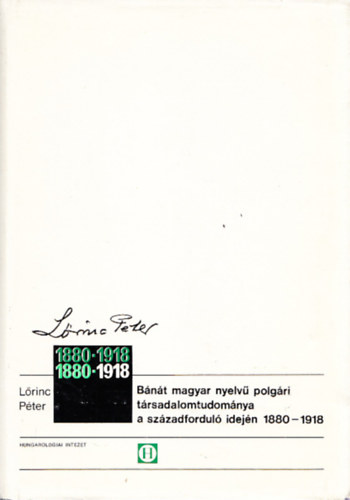 Lőrinc Péter
1880-1918
1880-1918
Lőrinc
Péter
Bánát magyar nyelvű polgári
társadalomtudománya
a századforduló idején 1880–1918
HUNGAROLÓGIAI INTÉZET
H